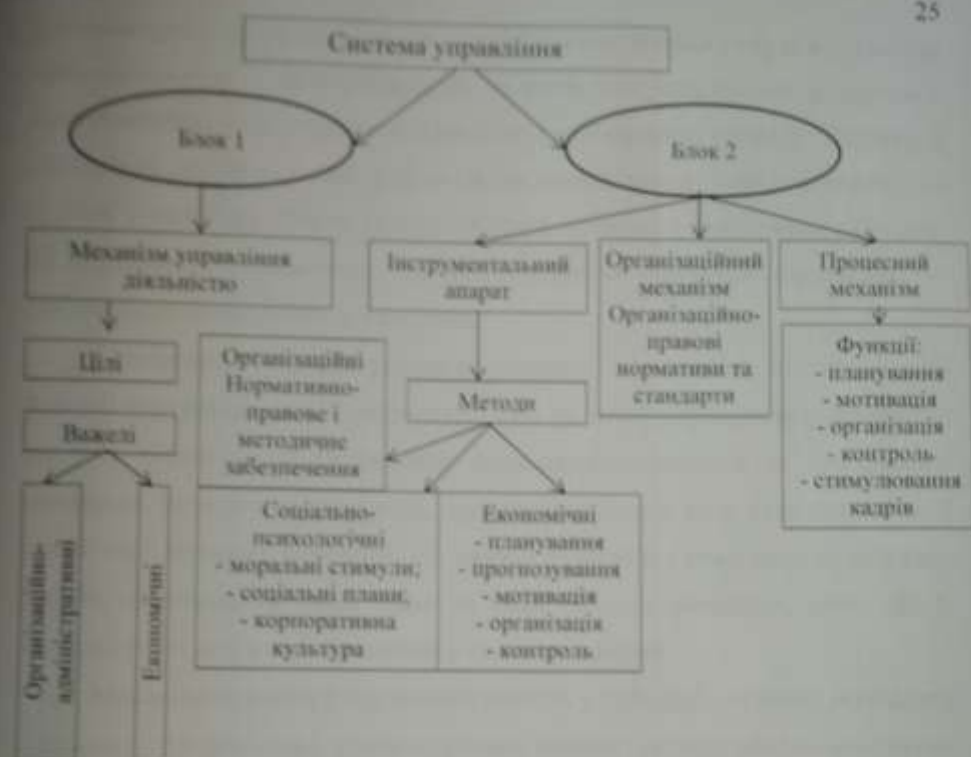 25
Система управління
Блок 1
Блок 2
Механізм управління
діяльністю
Інструментальний
апарат
Організаційний
механізм
Організаційно-
правові
нормативи та
стандарти
Процесний
механізм
Цілі
Важелі
Організаційно-
адміністративні
Економічні
Організаційні
Нормативно-
правове і
методичне
забезпечення
Методи
Функції:
- планування
- мотивація
- організація
- контроль
- стимулювання
кадрів
Соціально-
психологічні
- моральні стимули;
- соціальні плани;
- корпоративна
культура
Економічні
- планування
- прогнозування
- мотивація
- організація
- контроль